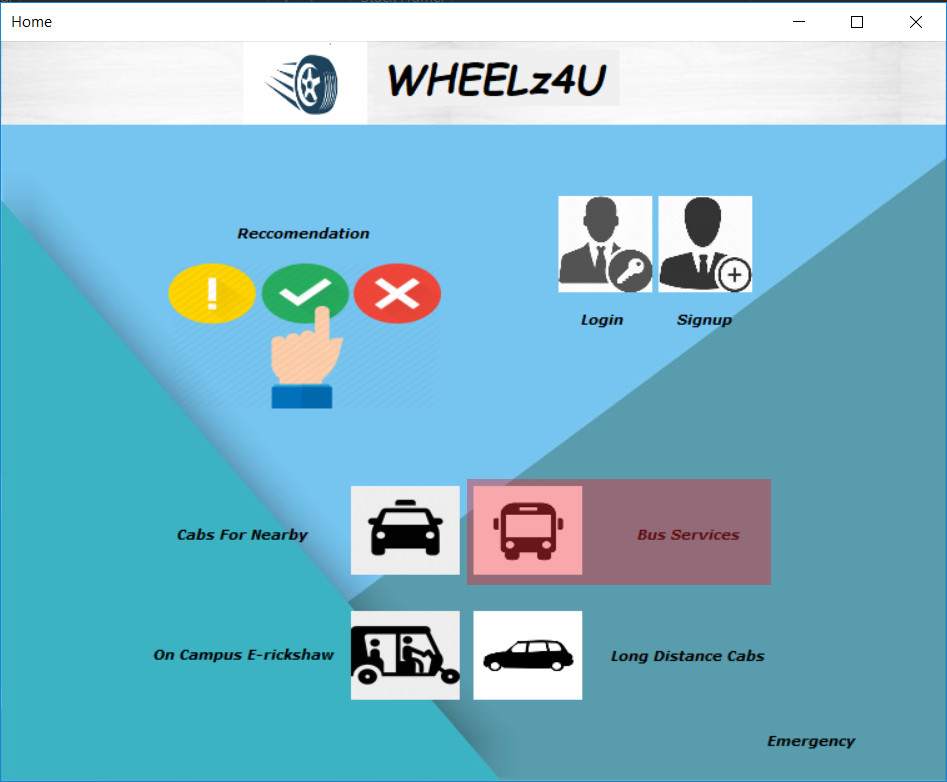 Home
WHEELz4U
Reccomendation
Login
Signup
Cabs For Nearby
Bus Services
On Campus E-rickshaw
Long Distance Cabs
Emergency